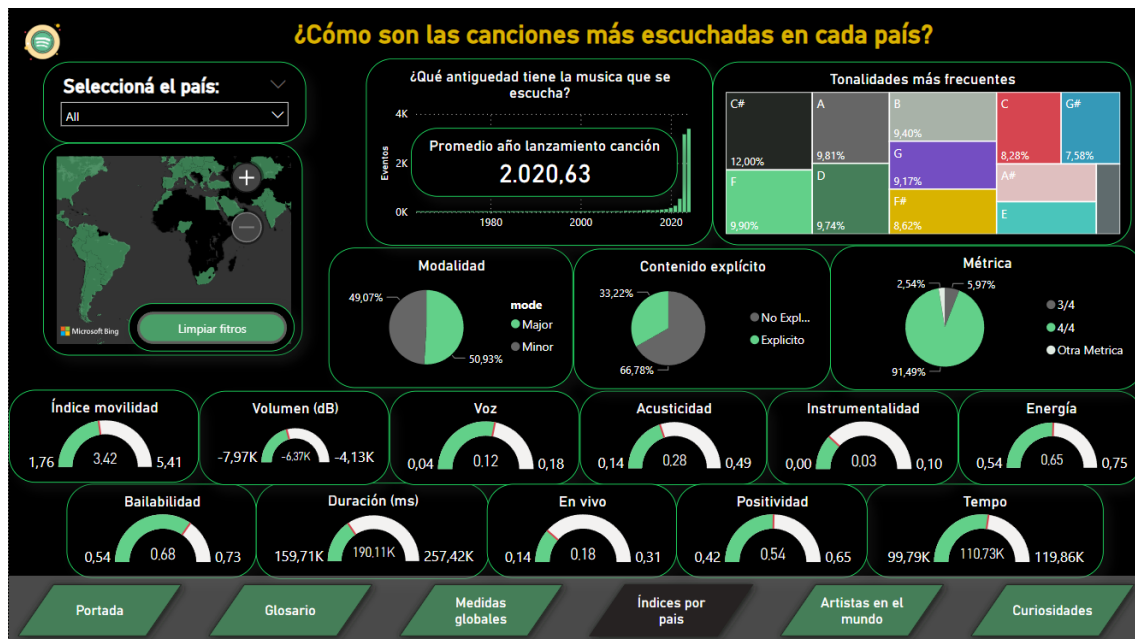 ¿Cómo son las canciones más escuchadas en cada país?
Seleccioná el país:
All
Microsoft Bing
Limpiar fitros
¿Qué antiguedad tiene la musica que se
escucha?
4K
2K
0K
Eventos
Promedio año lanzamiento canción
2.020,63
1980
2000
2020
Tonalidades más frecuentes
C#
12,00%
F
9,90%
A
9,81%
D
9,74%
B
9,40%
G
9,17%
F#
8,62%
C
8,28%
G#
7,58%
A#
E
Modalidad
49,07%
50,93%
mode
Major
Minor
Contenido explícito
33,22%
66,78%
No Expl...
Explicito
Métrica
2,54%
5,97%
91,49%
3/4
4/4
Otra Metrica
Índice movilidad
1,76
3,42
5,41
Volumen (dB)
-7,97K
-6,37K
-4,13K
Voz
0,04
0,12
0,18
Acusticidad
0,14
0,28
0,49
Instrumentalidad
0,00
0,03
0,10
Energía
0,54
0,65
0,75
Bailabilidad
0,54
0,68
0,73
Duración (ms)
159,71K
190,11K
257,42K
En vivo
0,14
0,18
0,31
Positividad
0,42
0,54
0,65
Tempo
99,79K
110,73K
119,86K
Portada
Glosario
Medidas
globales
Índices por
pais
Artistas en el
mundo
Curiosidades